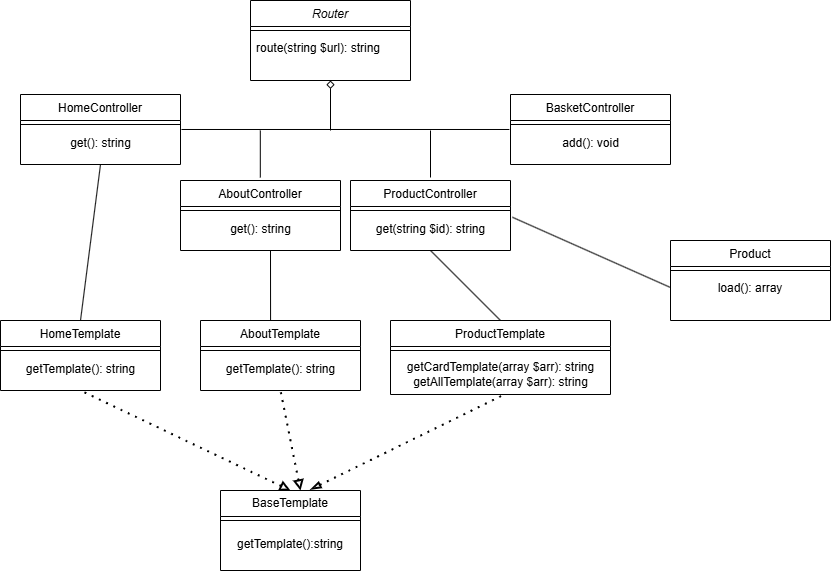 Router
route(string $url): string
HomeController
get(): string
BasketController
add(): void
AboutController
get(): string
ProductController
get(string $id): string
Product
load(): array
HomeTemplate
getTemplate(): string
AboutTemplate
getTemplate(): string
ProductTemplate
getCardTemplate(array $arr): string
getAllTemplate(array $arr): string
BaseTemplate
getTemplate():string